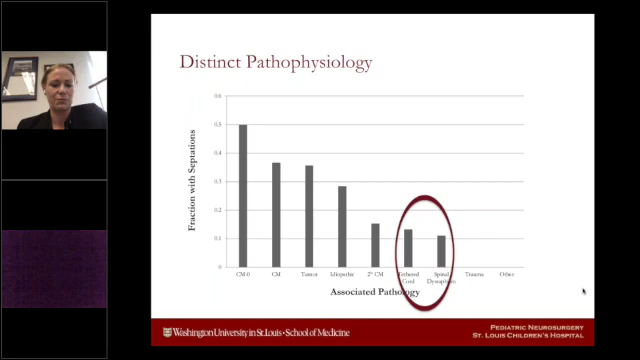 Distinct Pathophysiology
Fraction with Septations
0.6
0.5
0.4
0.3
0.2
0.1
0
CM 0
CM
Tumor
Idiopathic
2° CM
Tethered
Cord
Spinal
Dysraphism
Trauma
Other
Associated Pathology
Washington University in St. Louis • School of Medicine
Pediatric Neurosurgery
St. Louis Children's Hospital